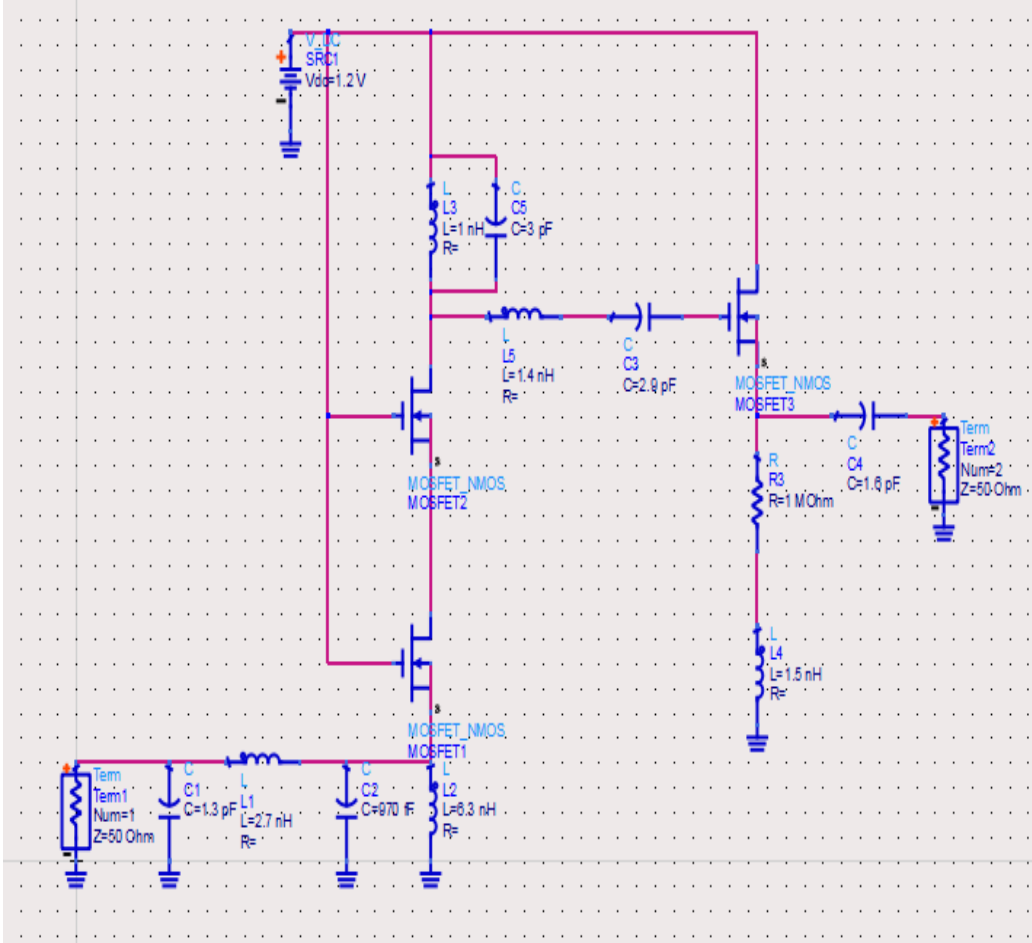 V_DC
SRC1
Vdc=1.2 V
L
L3
L=1 nH
R=
C
C5
C=3 pF
L
L5
L=1.4 nH
R=
C
C3
C=2.9 pF
s
MOSFET_NMOS
MOSFET3
C
C4
C=1.6 pF
Term
Term2
Num=2
Z=50 Ohm
s
MOSFET_NMOS
MOSFET2
R
R3
R=1 MOhm
L
L4
L=1.5 nH
R=
s
MOSFET_NMOS
MOSFET1
Term
Term1
Num=1
Z=50 Ohm
C
C1
C=1.3 pF
L
L1
L=2.7 nH
R=
C
C2
C=970 fF
L
L2
L=6.3 nH
R=